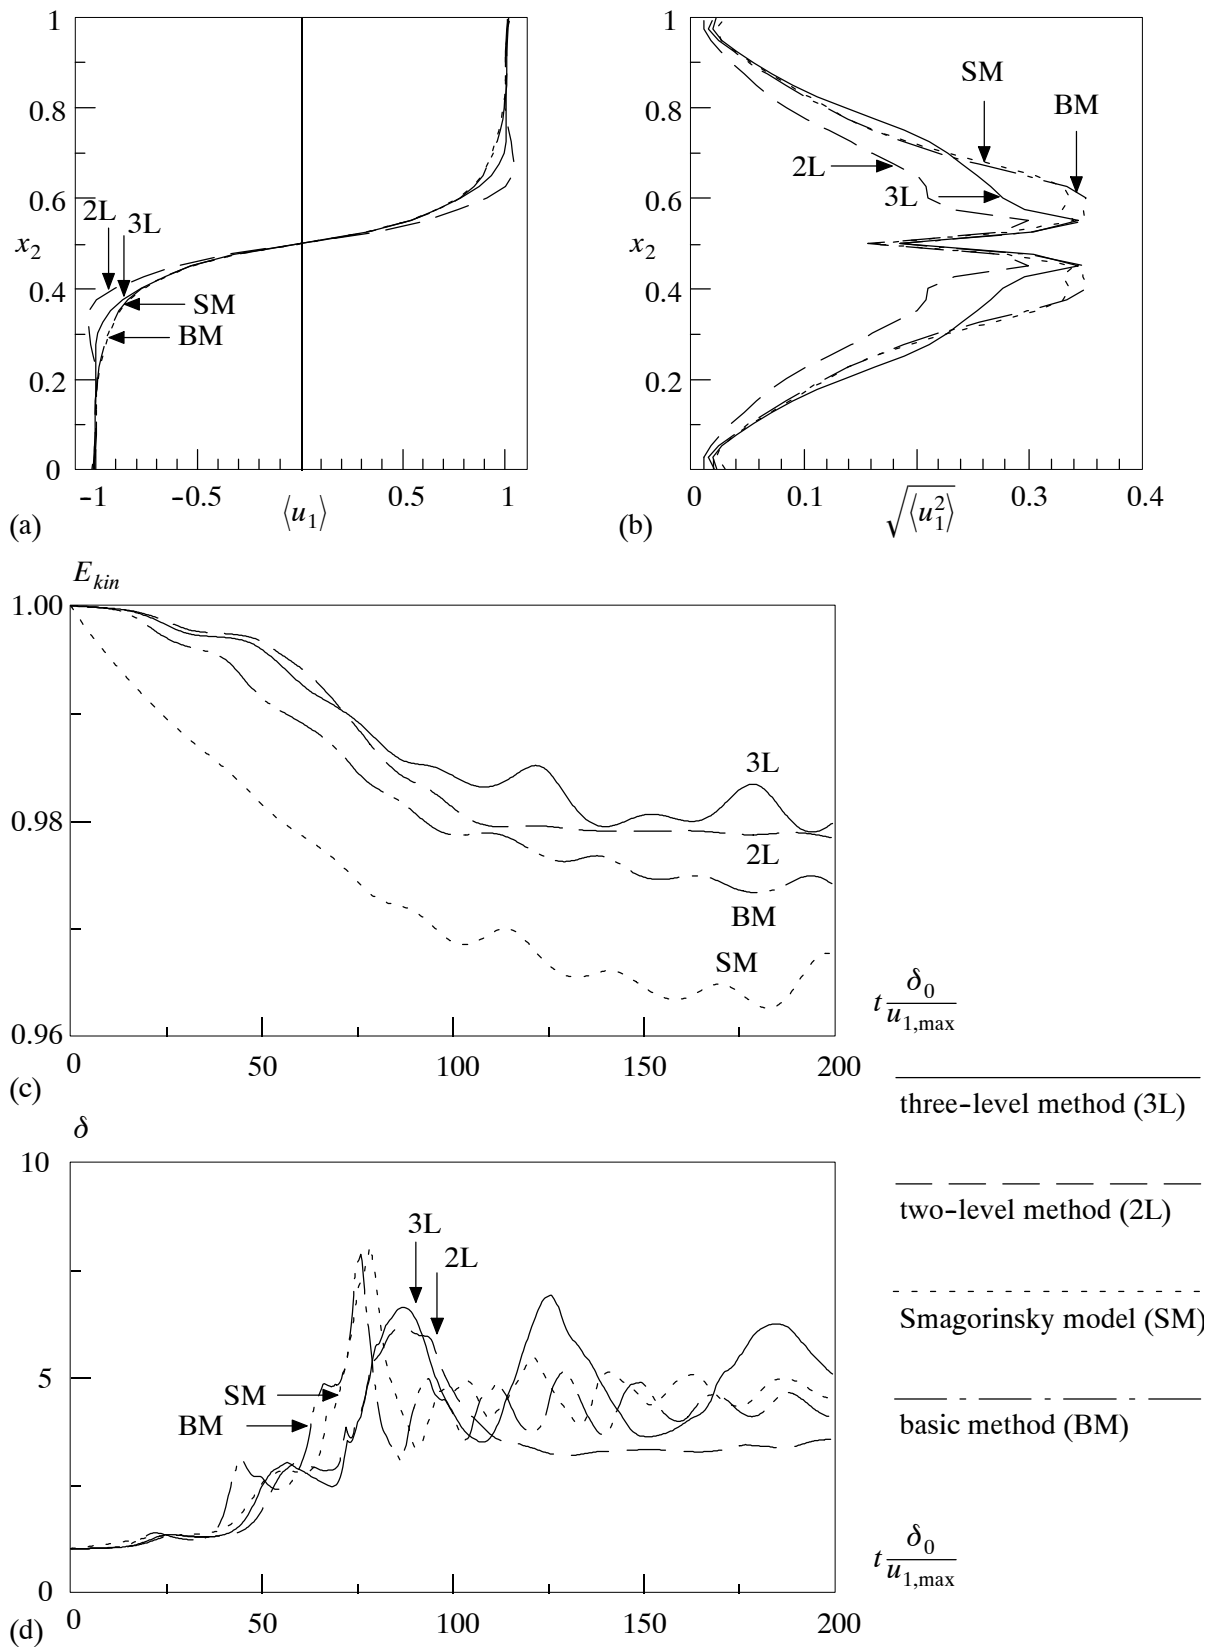 1
0.8
0.6
x₂
0.4
0.2
0
2L
3L
SM
BM
-1
-0.5
⟨u₁⟩
0.5
1
(a)
1
0.8
0.6
x₂
0.4
0.2
SM
BM
2L
3L
0
0.1
√⟨u₁²⟩
0.3
0.4
(b)
E_kin
1.00
0.98
0.96
3L
2L
BM
SM
0
50
100
150
200
t δ₀/u₁,max
(c)
δ
10
5
0
3L
2L
SM
BM
0
50
100
150
200
t δ₀/u₁,max
(d)
three-level method (3L)
two-level method (2L)
Smagorinsky model (SM)
basic method (BM)